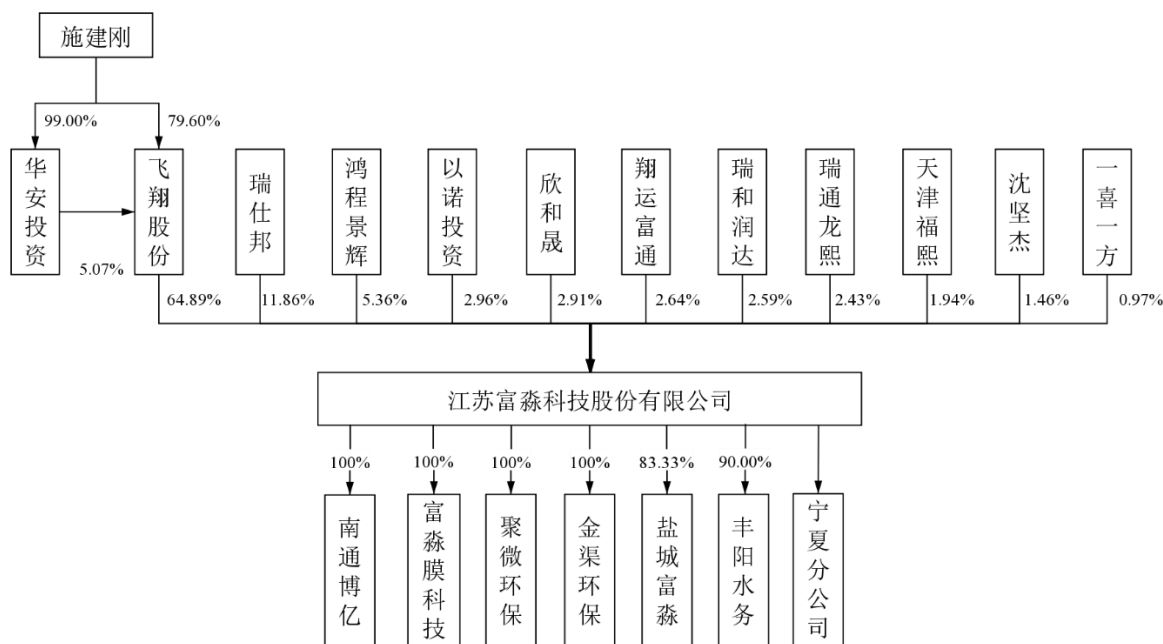 施建刚
99.00%
79.60%
华安投资
飞翔股份
瑞仕邦
鸿程景辉
以诺投资
欣和晟
翔运富通
瑞和润达
瑞通龙熙
天津福熙
沈坚杰
一喜一方
5.07%
64.89%
11.86%
5.36%
2.96%
2.91%
2.64%
2.59%
2.43%
1.94%
1.46%
0.97%
江苏富淼科技股份有限公司
100%
100%
100%
100%
83.33%
90.00%
南通博亿
富淼膜科技
聚微环保
金渠环保
盐城富淼
丰阳水务
宁夏分公司